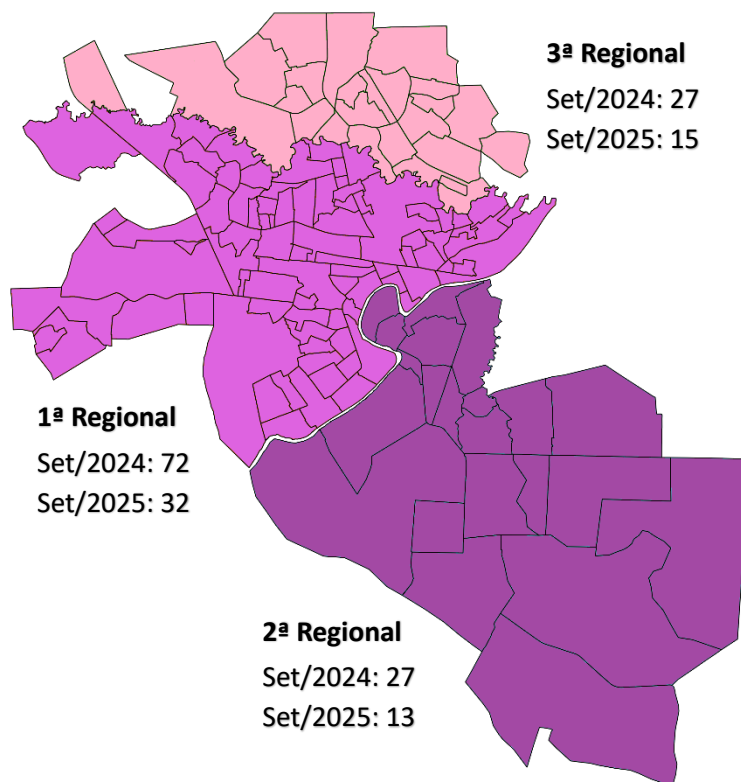 3ª Regional
Set/2024: 27
Set/2025: 15
1ª Regional
Set/2024: 72
Set/2025: 32
2ª Regional
Set/2024: 27
Set/2025: 13